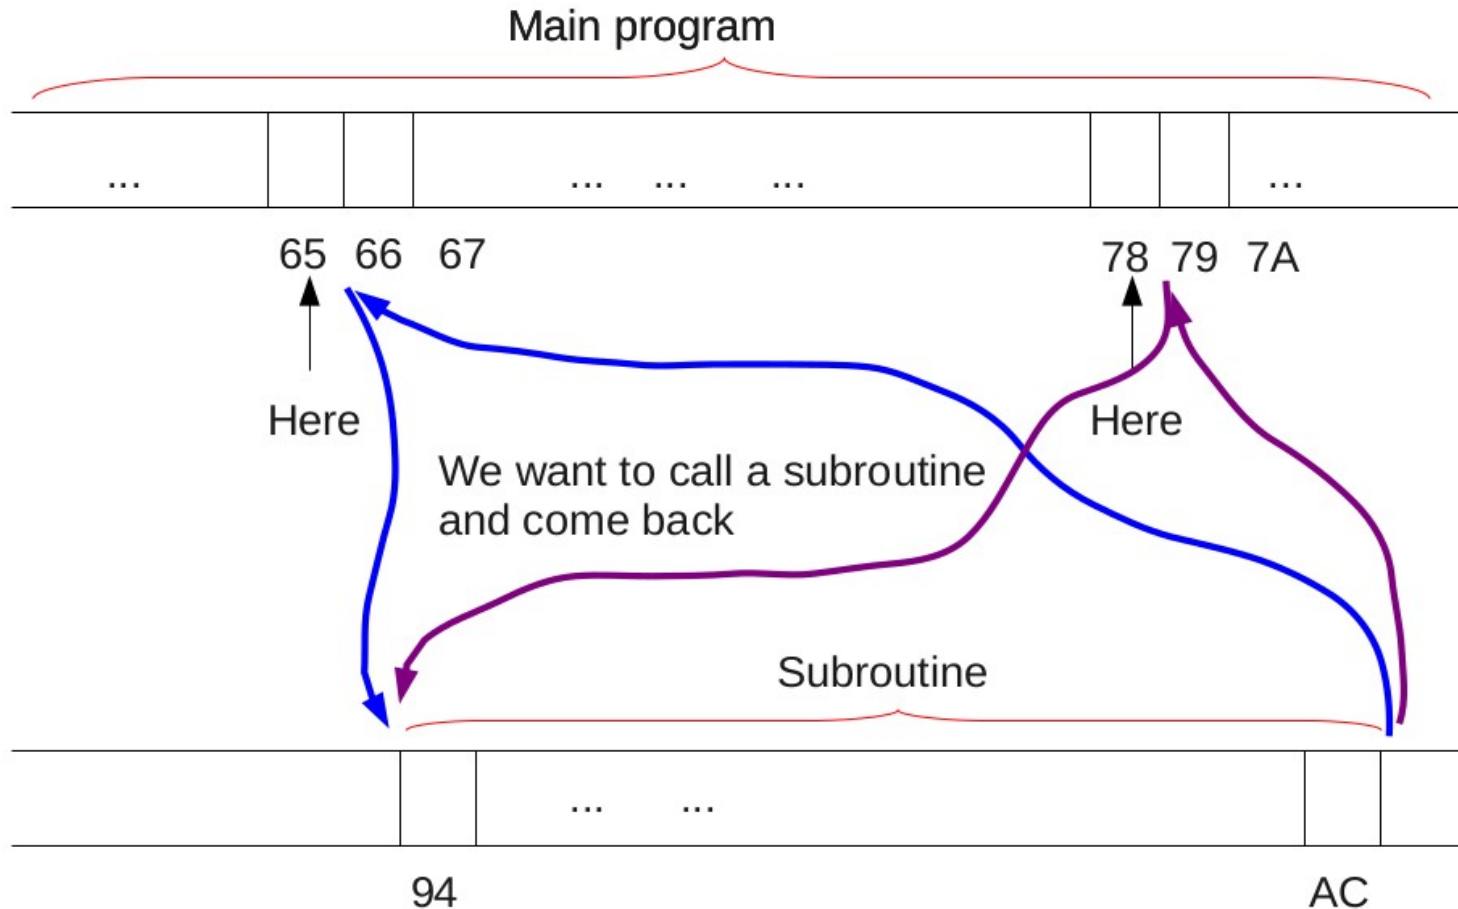 Main program
... ... ... ... ...
65 66 67 78 79 7A
Here Here
We want to call a subroutine
and come back
Subroutine
... ...
94 AC